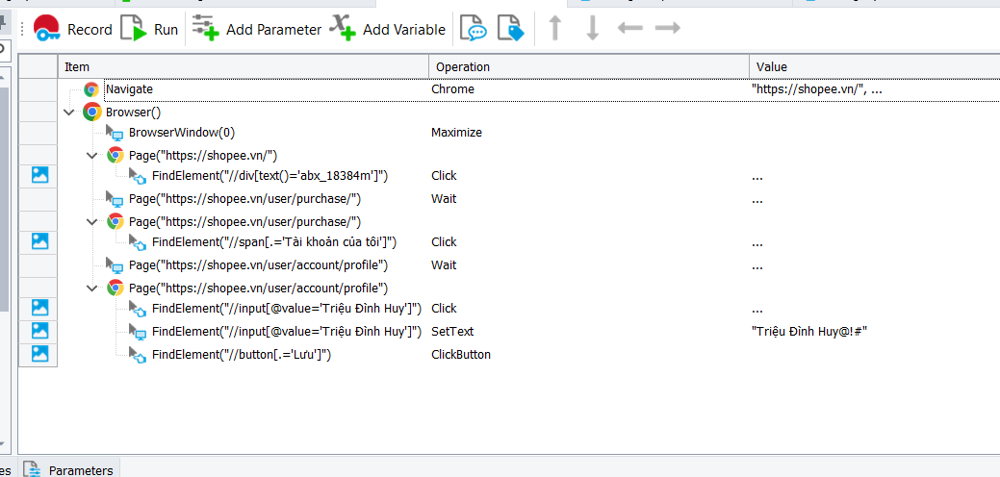 Record Run Add Parameter Add Variable
Item Operation Value
Navigate Chrome "https://shopee.vn/", ...
Browser()
BrowserWindow(0) Maximize
Page("https://shopee.vn/")
FindElement("//div[text()='abx_18384m']") Click ...
Page("https://shopee.vn/user/purchase/") Wait ...
Page("https://shopee.vn/user/purchase/")
FindElement("//span[.='Tài khoản của tôi']") Click ...
Page("https://shopee.vn/user/account/profile") Wait ...
Page("https://shopee.vn/user/account/profile")
FindElement("//input[@value='Triệu Đình Huy']") Click ...
FindElement("//input[@value='Triệu Đình Huy']") SetText "Triệu Đình Huy@!#"
FindElement("//button[.='Lưu']") ClickButton
es Parameters